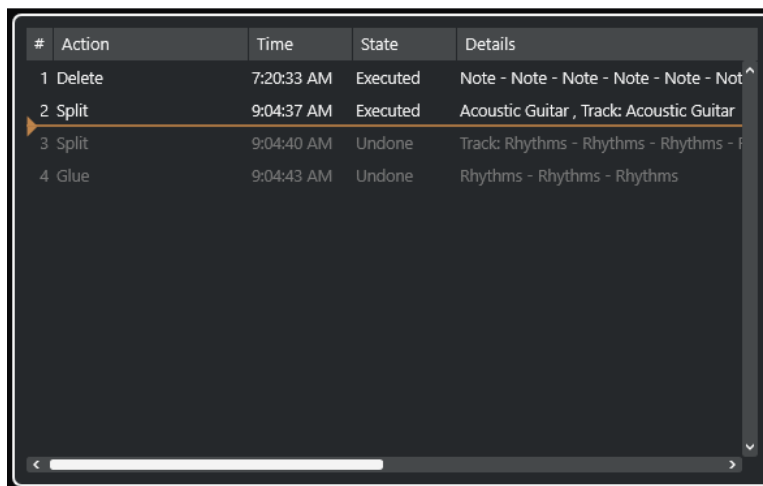 # Action Time State Details
1 Delete 7:20:33 AM Executed Note - Note - Note - Note - Note - Not
2 Split 9:04:37 AM Executed Acoustic Guitar , Track: Acoustic Guitar
3 Split 9:04:40 AM Undone Track: Rhythms - Rhythms - Rhythms -
4 Glue 9:04:43 AM Undone Rhythms - Rhythms - Rhythms